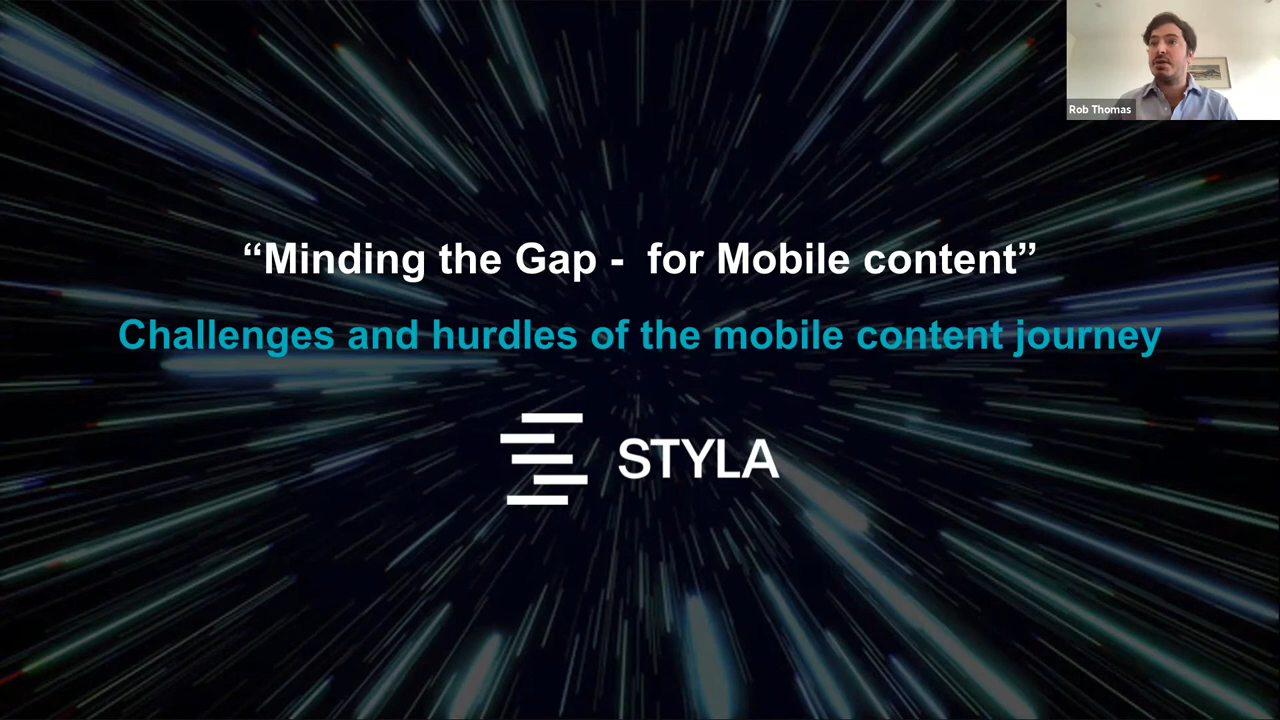 Rob Thomas
“Minding the Gap -  for Mobile content”
Challenges and hurdles of the mobile content journey
STYLA